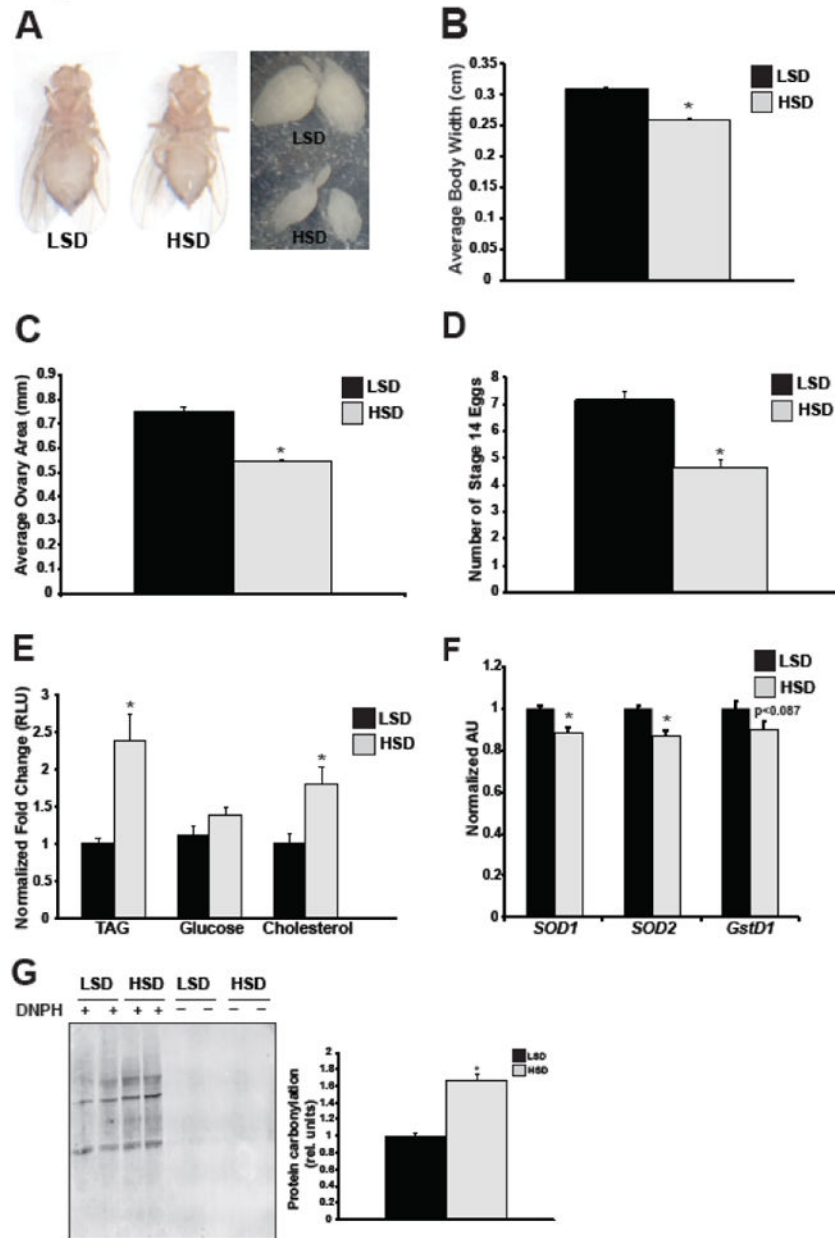 A
LSD
HSD
LSD
HSD
B
Average Body Width (cm)
0.35
0.3
0.25
0.2
0.15
0.1
0.05
0
*
LSD
HSD
C
Average Ovary Area (mm)
0.9
0.8
0.7
0.6
0.5
0.4
0.3
0.2
0.1
0
*
LSD
HSD
D
Number of Stage 14 Eggs
8
7
6
5
4
3
2
1
0
*
LSD
HSD
E
Normalized Fold Change (RLU)
3
2.5
2
1.5
1
0.5
0
*
*
TAG Glucose Cholesterol
LSD
HSD
F
Normalized AU
1.2
1
0.8
0.6
0.4
0.2
0
*
*
p<0.087
SOD1 SOD2 GstD1
LSD
HSD
G
LSD HSD LSD HSD
DNPH + + + + – – – –
Protein carbonylation
(rel. units)
2
1.8
1.6
1.4
1.2
1
0.8
0.6
0.4
0.2
0
*
LSD
HSD